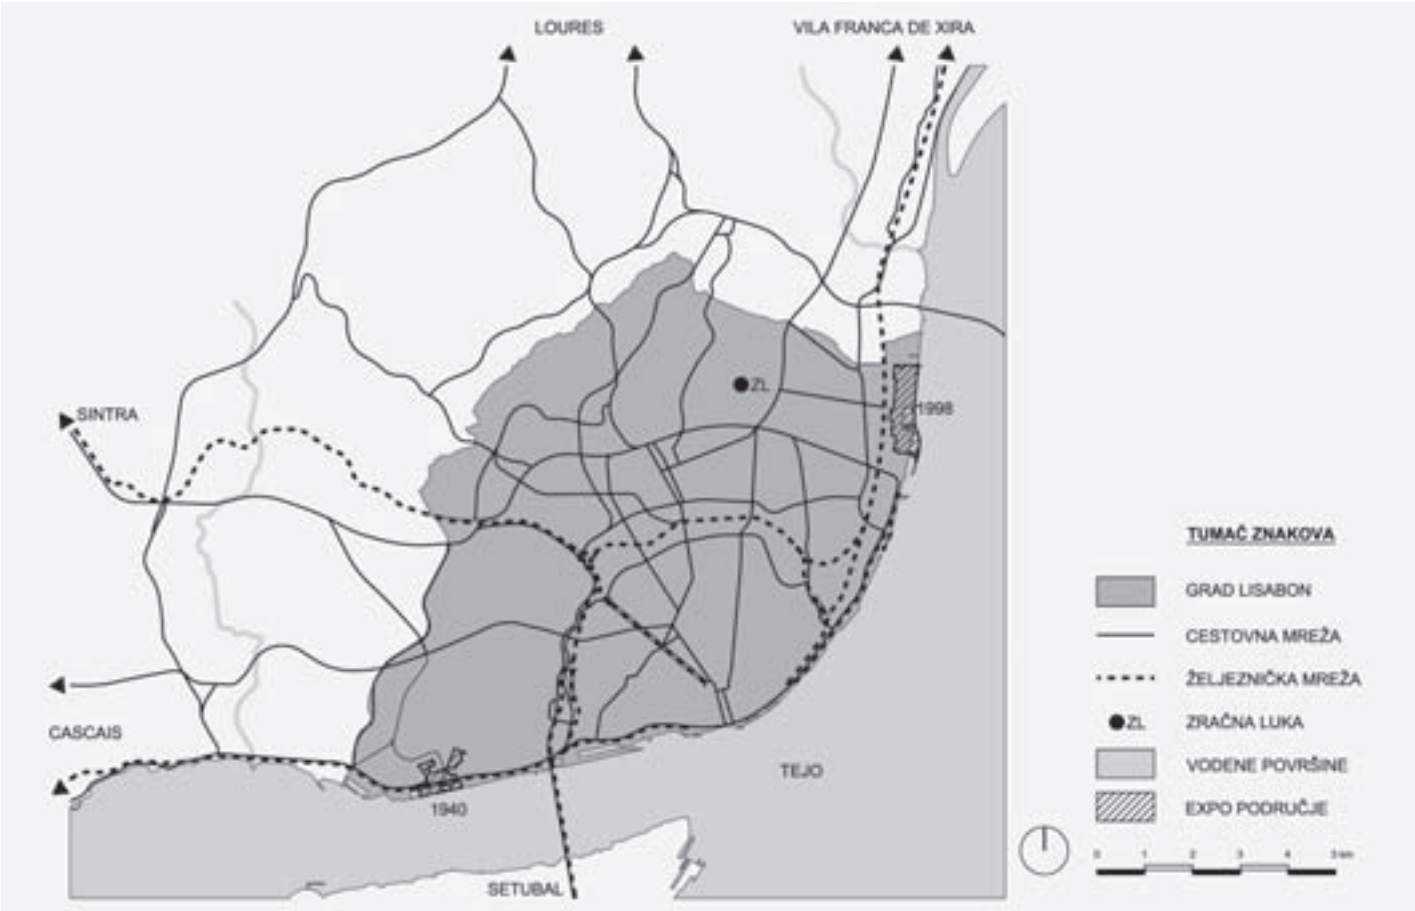 LOURES
VILA FRANCA DE XIRA
ZL
SINTRA
1998
CASCAIS
TEJO
1940
SETUBAL
TUMAČ ZNAKOVA
GRAD LISABON
CESTOVNA MREŽA
ŽELJEZNIČKA MREŽA
ZL ZRAČNA LUKA
VODENE POVRŠINE
EXPO PODRUČJE
0 1 2 3 4 5 km